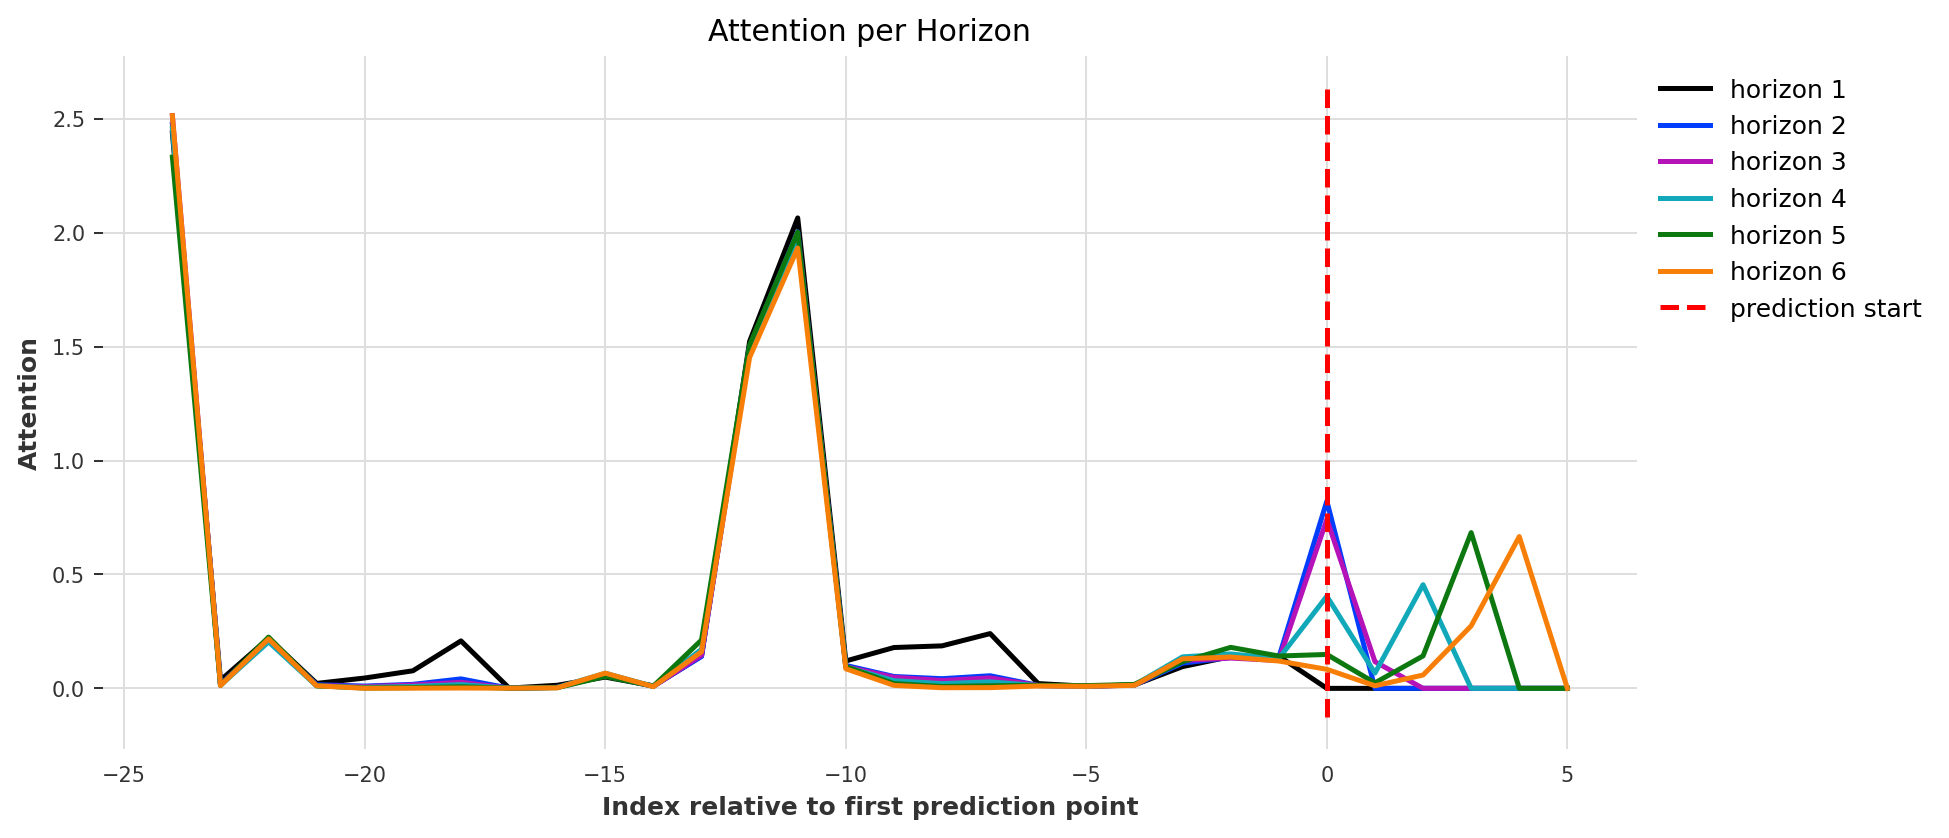 Attention per Horizon
horizon 1
horizon 2
horizon 3
horizon 4
horizon 5
horizon 6
prediction start
Attention
2.5
2.0
1.5
1.0
0.5
0.0
−25
−20
−15
−10
−5
0
5
Index relative to first prediction point